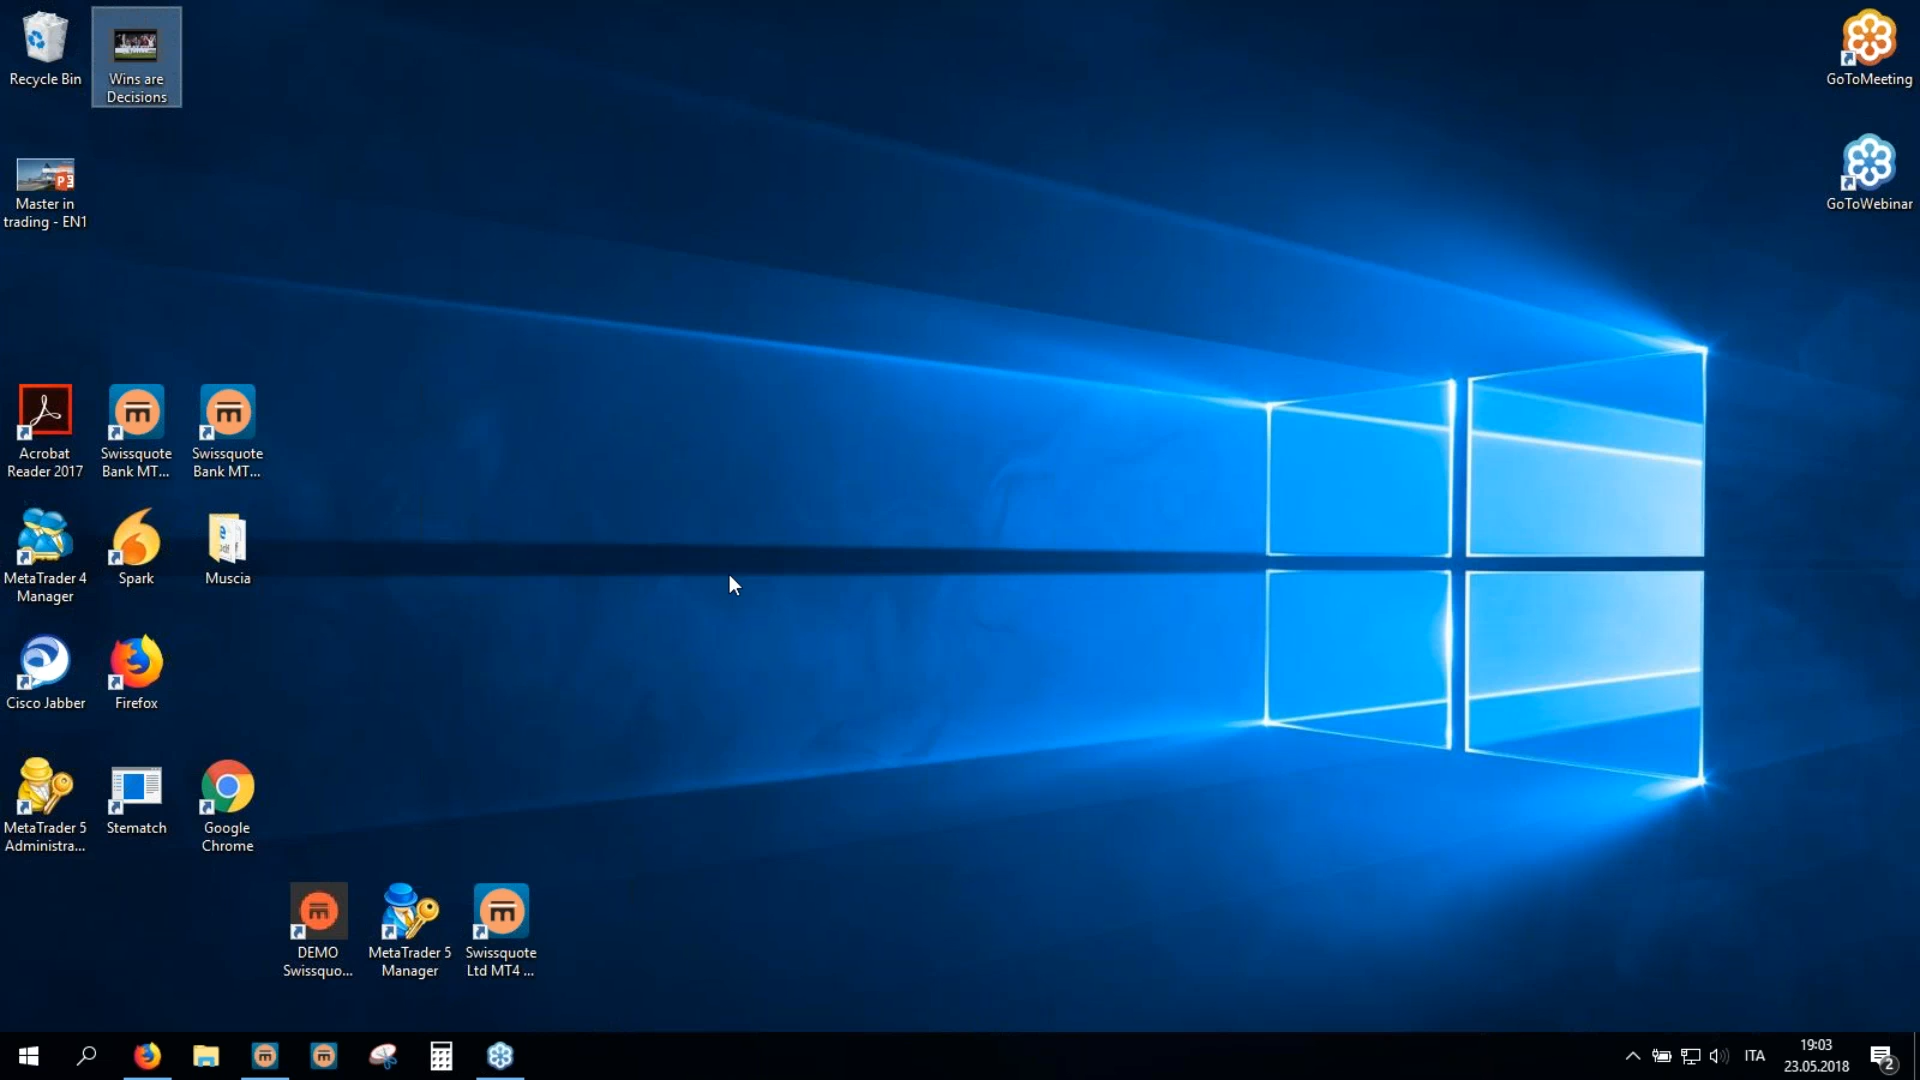 Recycle Bin
Wins are
Decisions
GoToMeeting
Master in
trading - EN1
GoToWebinar
Acrobat
Reader 2017
Swissquote
Bank MT...
Swissquote
Bank MT...
MetaTrader 4
Manager
Spark
Muscia
Cisco Jabber
Firefox
MetaTrader 5
Administra...
Stematch
Google
Chrome
DEMO
Swissquo...
MetaTrader 5
Manager
Swissquote
Ltd MT4 ...
ITA
19:03
23.05.2018
2